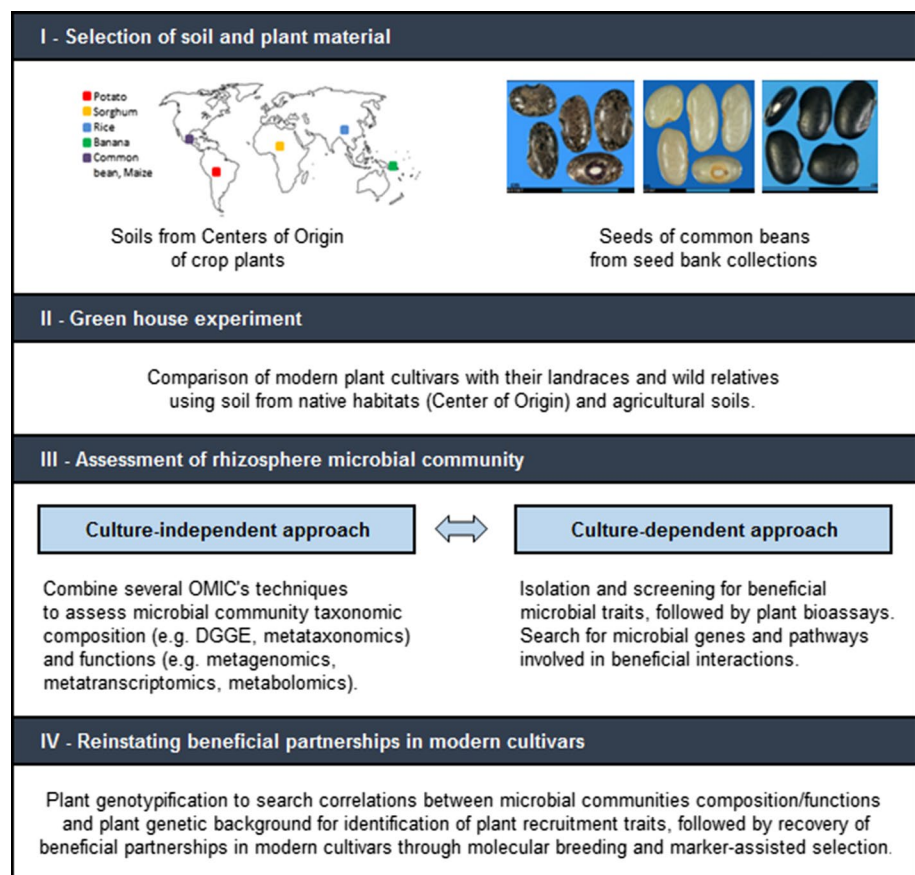 I - Selection of soil and plant material
Potato
Sorghum
Rice
Banana
Common
bean, Maize
Soils from Centers of Origin
of crop plants
Seeds of common beans
from seed bank collections
II - Green house experiment
Comparison of modern plant cultivars with their landraces and wild relatives
using soil from native habitats (Center of Origin) and agricultural soils.
III - Assessment of rhizosphere microbial community
Culture-independent approach
Culture-dependent approach
Combine several OMIC's techniques
to assess microbial community taxonomic
composition (e.g. DGGE, metataxonomics)
and functions (e.g. metagenomics,
metatranscriptomics, metabolomics).
Isolation and screening for beneficial
microbial traits, followed by plant bioassays.
Search for microbial genes and pathways
involved in beneficial interactions.
IV - Reinstating beneficial partnerships in modern cultivars
Plant genotypification to search correlations between microbial communities composition/functions
and plant genetic background for identification of plant recruitment traits, followed by recovery of
beneficial partnerships in modern cultivars through molecular breeding and marker-assisted selection.